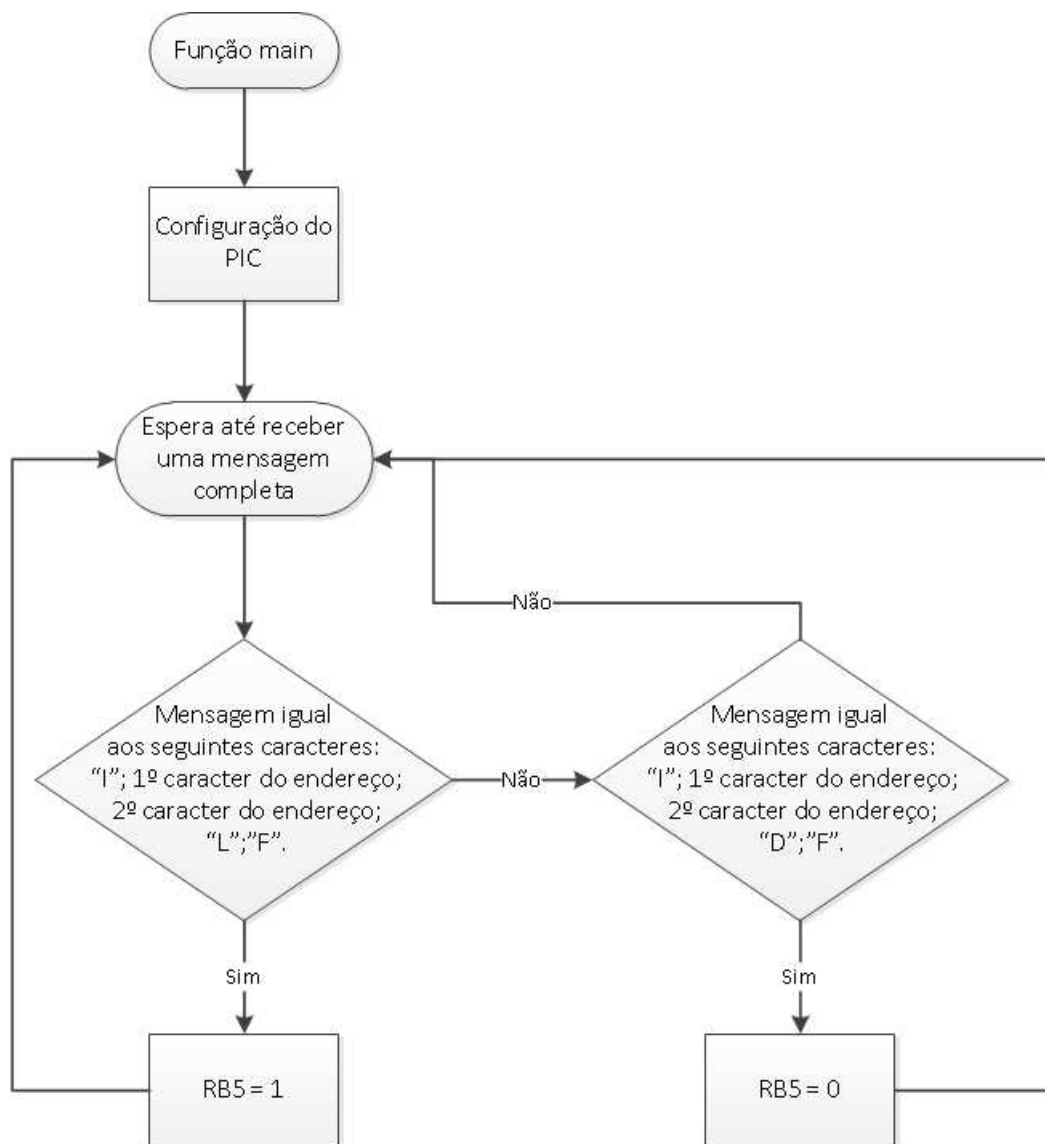 Função main
Configuração do
PIC
Espera até receber
uma mensagem
completa
Não
Mensagem igual
aos seguintes caracteres:
“I”; 1º caracter do endereço;
2º caracter do endereço;
“L”;”F”.
Não
Mensagem igual
aos seguintes caracteres:
“I”; 1º caracter do endereço;
2º caracter do endereço;
“D”;”F”.
Sim
Sim
RB5 = 1
RB5 = 0